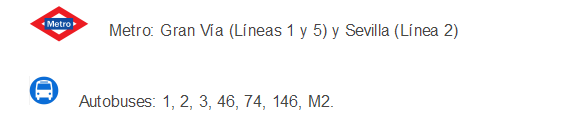 Metro Metro: Gran Vía (Líneas 1 y 5) y Sevilla (Línea 2)
Autobuses: 1, 2, 3, 46, 74, 146, M2.